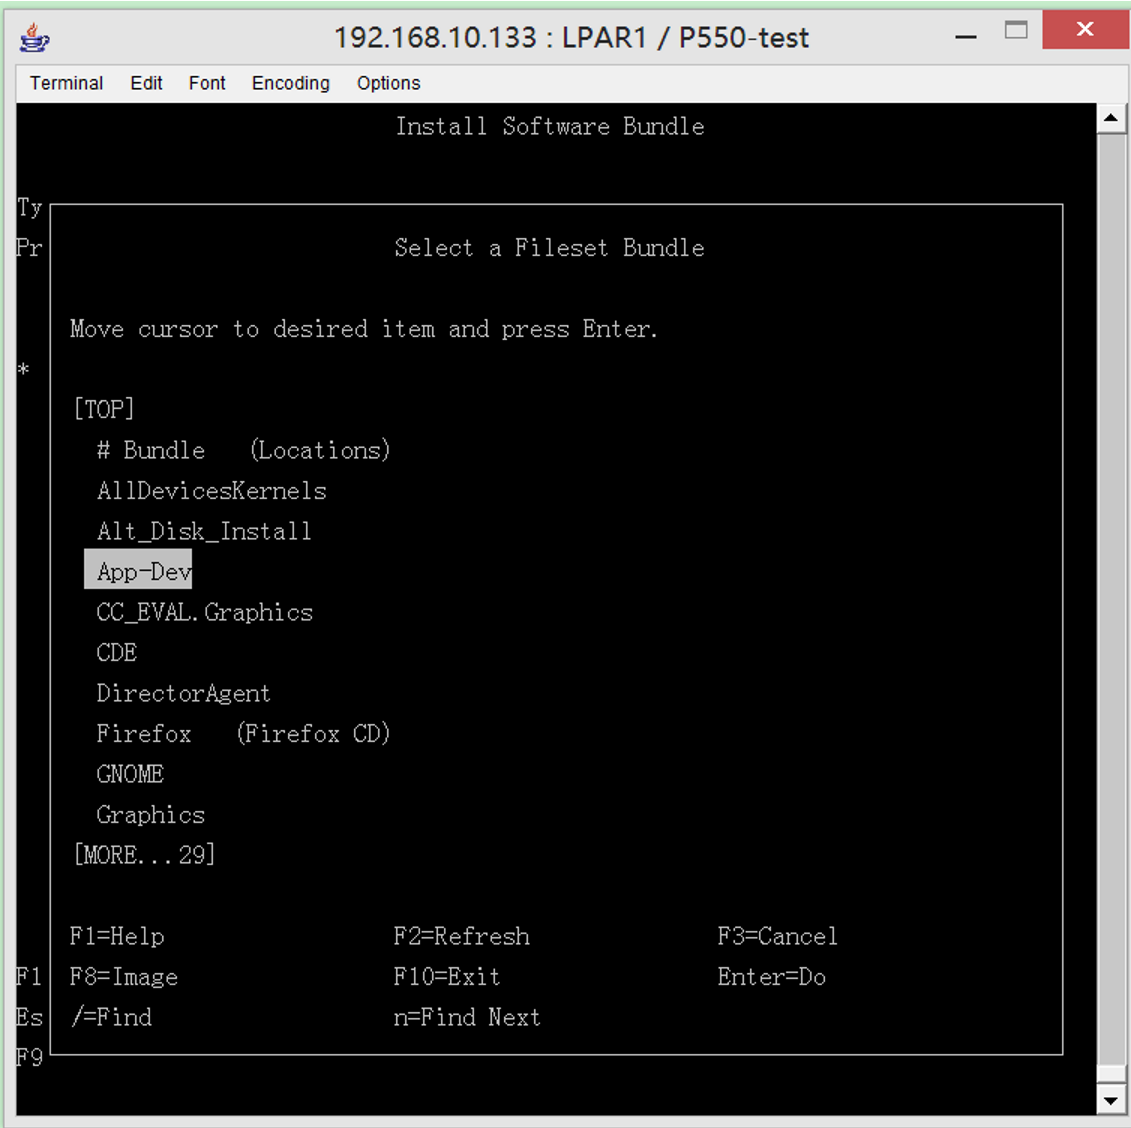 192.168.10.133 : LPAR1 / P550-test
Terminal Edit Font Encoding Options
Install Software Bundle
Ty
Pr
Select a Fileset Bundle
Move cursor to desired item and press Enter.
*
[TOP]
# Bundle (Locations)
AllDevicesKernels
Alt_Disk_Install
App-Dev
CC_EVAL.Graphics
CDE
DirectorAgent
Firefox (Firefox CD)
GNOME
Graphics
[MORE...29]
F1=Help F2=Refresh F3=Cancel
F1 F8=Image F10=Exit Enter=Do
Es /=Find n=Find Next
F9